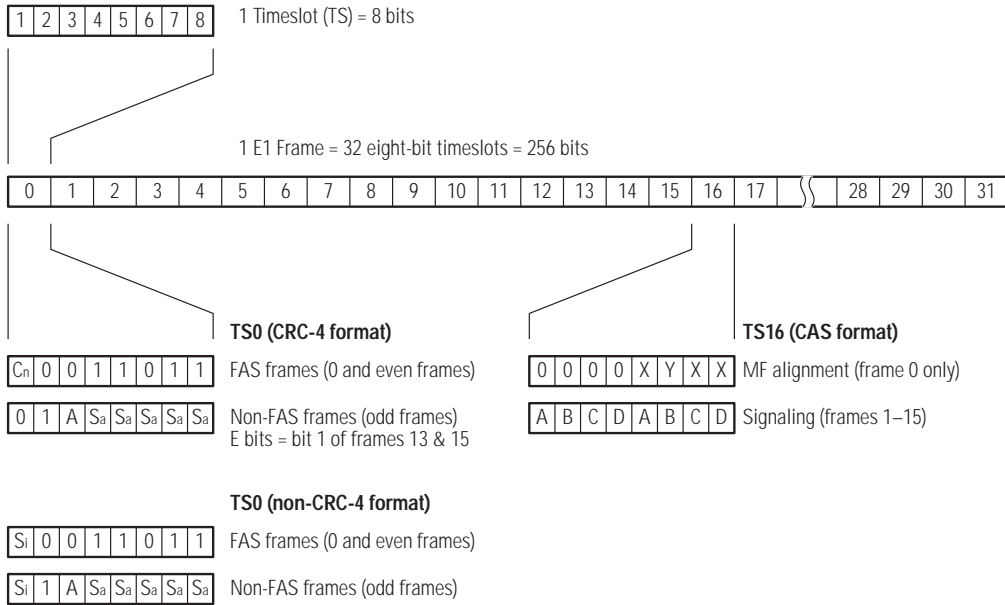 1 2 3 4 5 6 7 8 1 Timeslot (TS) = 8 bits
1 E1 Frame = 32 eight-bit timeslots = 256 bits
0 1 2 3 4 5 6 7 8 9 10 11 12 13 14 15 16 17 28 29 30 31
TS0 (CRC-4 format)
Cn 0 0 1 1 0 1 1 FAS frames (0 and even frames)
0 1 A Sa Sa Sa Sa Sa Non-FAS frames (odd frames)
E bits = bit 1 of frames 13 & 15
TS16 (CAS format)
0 0 0 0 X Y X X MF alignment (frame 0 only)
A B C D A B C D Signaling (frames 1–15)
TS0 (non-CRC-4 format)
Si 0 0 1 1 0 1 1 FAS frames (0 and even frames)
Si 1 A Sa Sa Sa Sa Sa Non-FAS frames (odd frames)